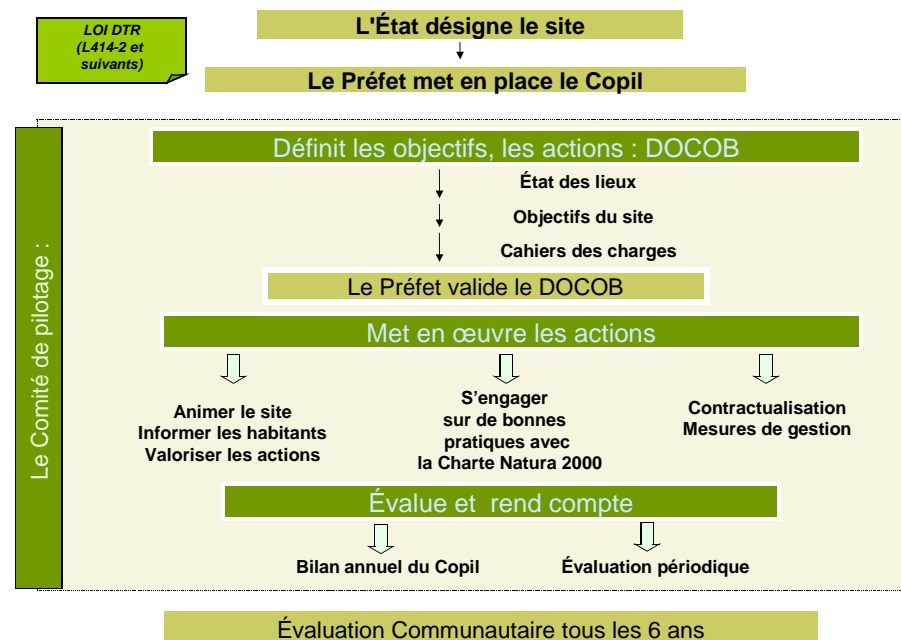 LOI DTR
(L414-2 et
suivants)
L'État désigne le site
Le Préfet met en place le Copil
Le Comité de pilotage :
Définit les objectifs, les actions : DOCOB
État des lieux
Objectifs du site
Cahiers des charges
Le Préfet valide le DOCOB
Met en œuvre les actions
Animer le site
Informer les habitants
Valoriser les actions
S’engager
sur de bonnes
pratiques avec
la Charte Natura 2000
Contractualisation
Mesures de gestion
Évalue et rend compte
Bilan annuel du Copil
Évaluation périodique
Évaluation Communautaire tous les 6 ans